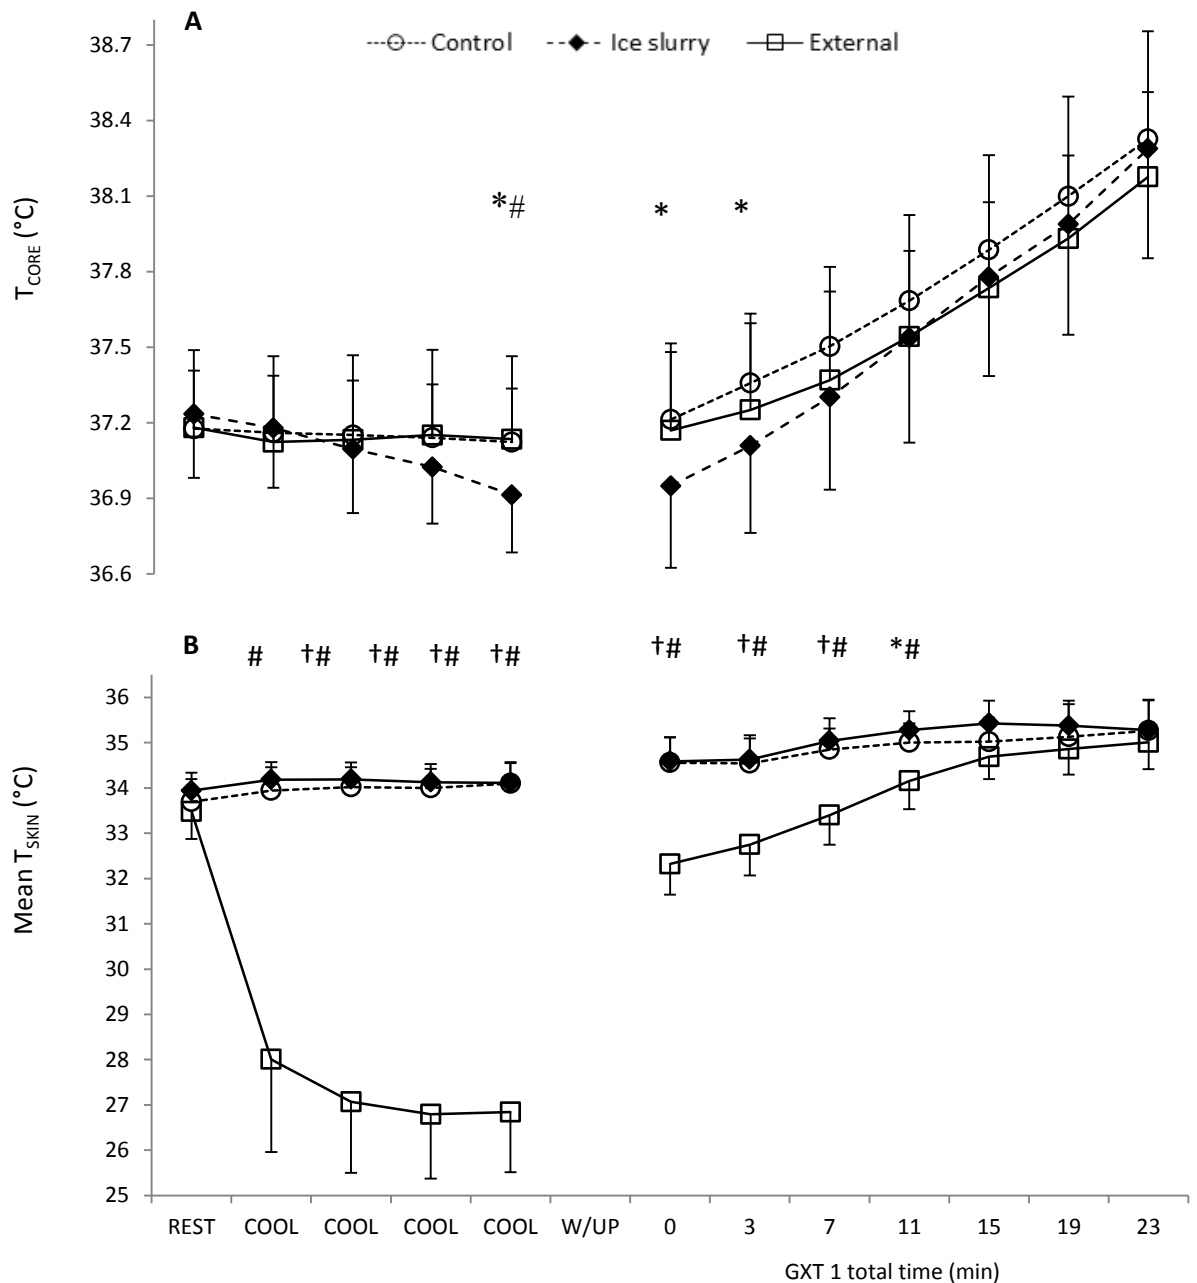 A
Control Ice slurry External
38.7
38.4
38.1
37.8
37.5
37.2
36.9
36.6
T_CORE (°C)
*# * *
B
# †# †# †# †# †# †# †# *#
36
35
34
33
32
31
30
29
28
27
26
25
Mean T_SKIN (°C)
REST COOL COOL COOL COOL W/UP 0 3 7 11 15 19 23
GXT 1 total time (min)